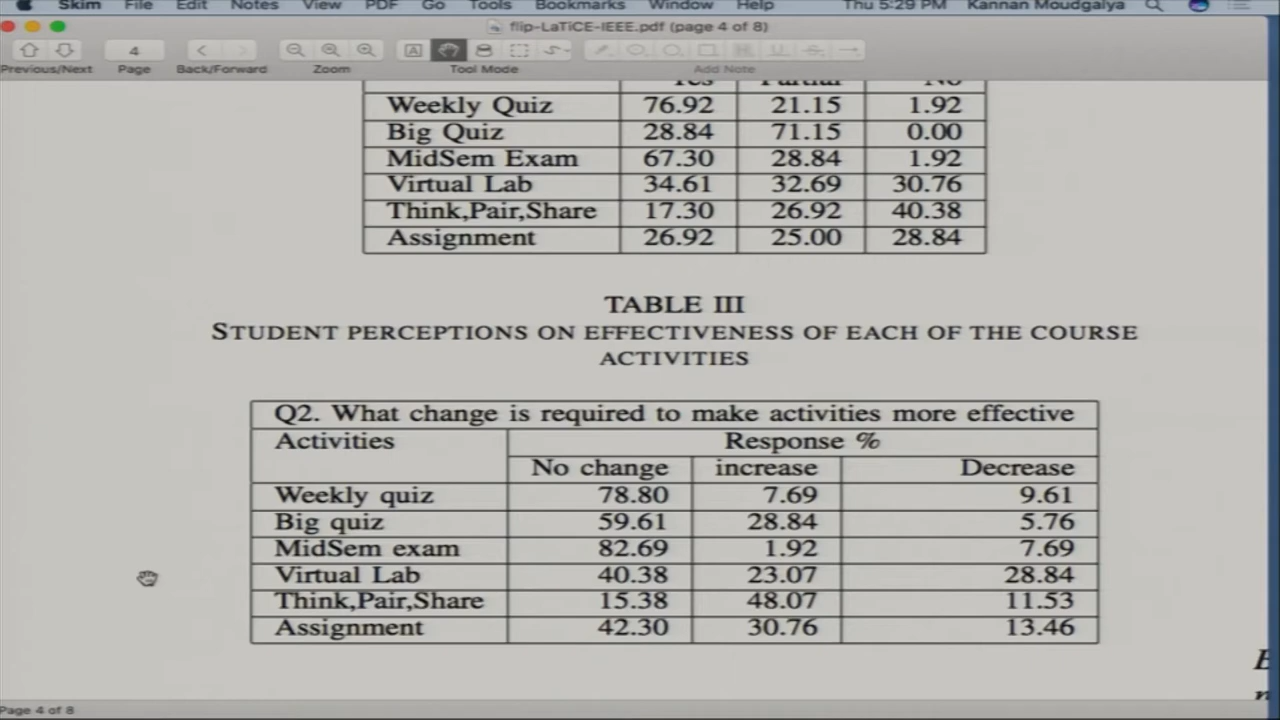 Skim File Edit Notes View PDF Go Tools Bookmarks Window Help Thu 5:29 PM Kannan Moudgalya
flip-LaTiCE-IEEE.pdf (page 4 of 8)
4
Previous/Next Page Back/Forward Zoom Tool Mode Add Note
Yes Partial No
Weekly Quiz 76.92 21.15 1.92
Big Quiz 28.84 71.15 0.00
MidSem Exam 67.30 28.84 1.92
Virtual Lab 34.61 32.69 30.76
Think,Pair,Share 17.30 26.92 40.38
Assignment 26.92 25.00 28.84
TABLE III
STUDENT PERCEPTIONS ON EFFECTIVENESS OF EACH OF THE COURSE
ACTIVITIES
Q2. What change is required to make activities more effective
Activities Response %
No change increase Decrease
Weekly quiz 78.80 7.69 9.61
Big quiz 59.61 28.84 5.76
MidSem exam 82.69 1.92 7.69
Virtual Lab 40.38 23.07 28.84
Think,Pair,Share 15.38 48.07 11.53
Assignment 42.30 30.76 13.46
Page 4 of 8